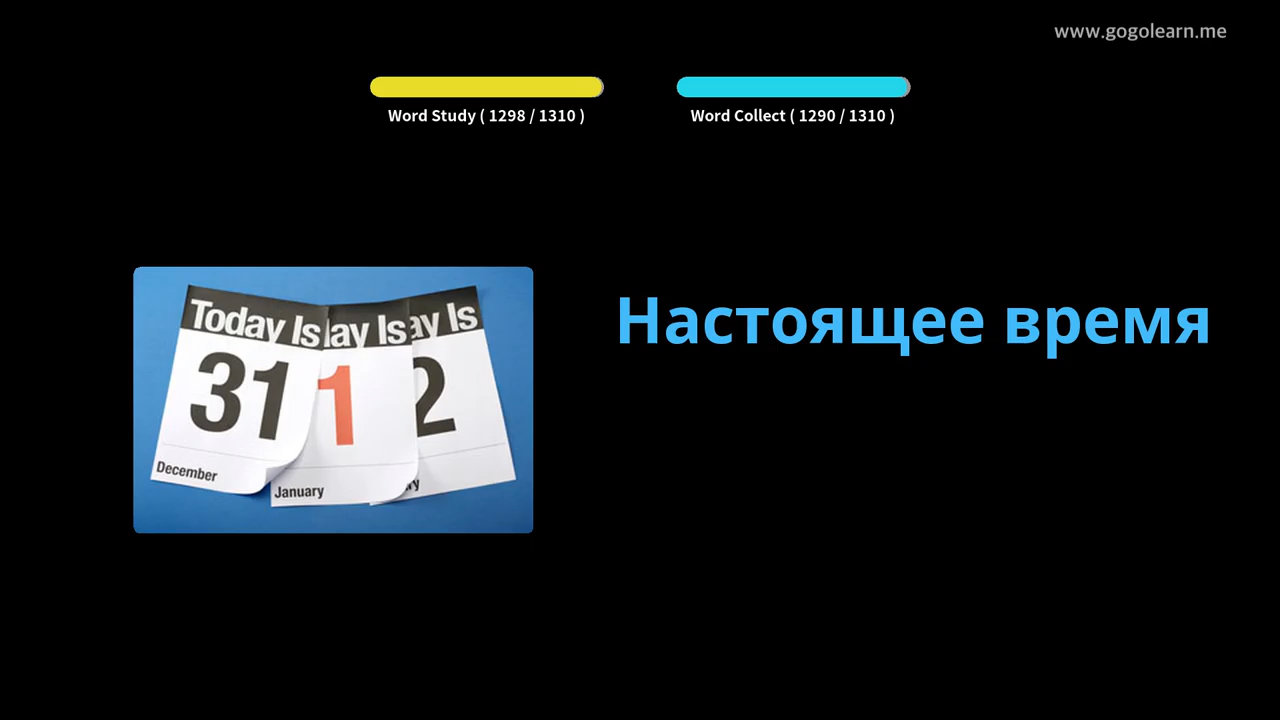 www.gogolearn.me
Word Study ( 1298 / 1310 )
Word Collect ( 1290 / 1310 )
Настоящее время
Today Is
ay Is
ay Is
31
1
2
December
January
ry